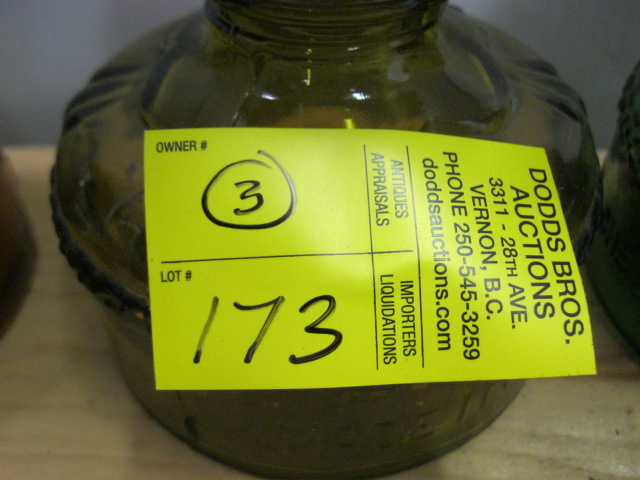 OWNER #
3
LOT #
173
ANTIQUES
APPRAISALS
IMPORTERS
LIQUIDATIONS
DODDS BROS.
AUCTIONS
3311 - 28TH AVE.
VERNON, B.C.
PHONE 250-545-3259
doddsauctions.com